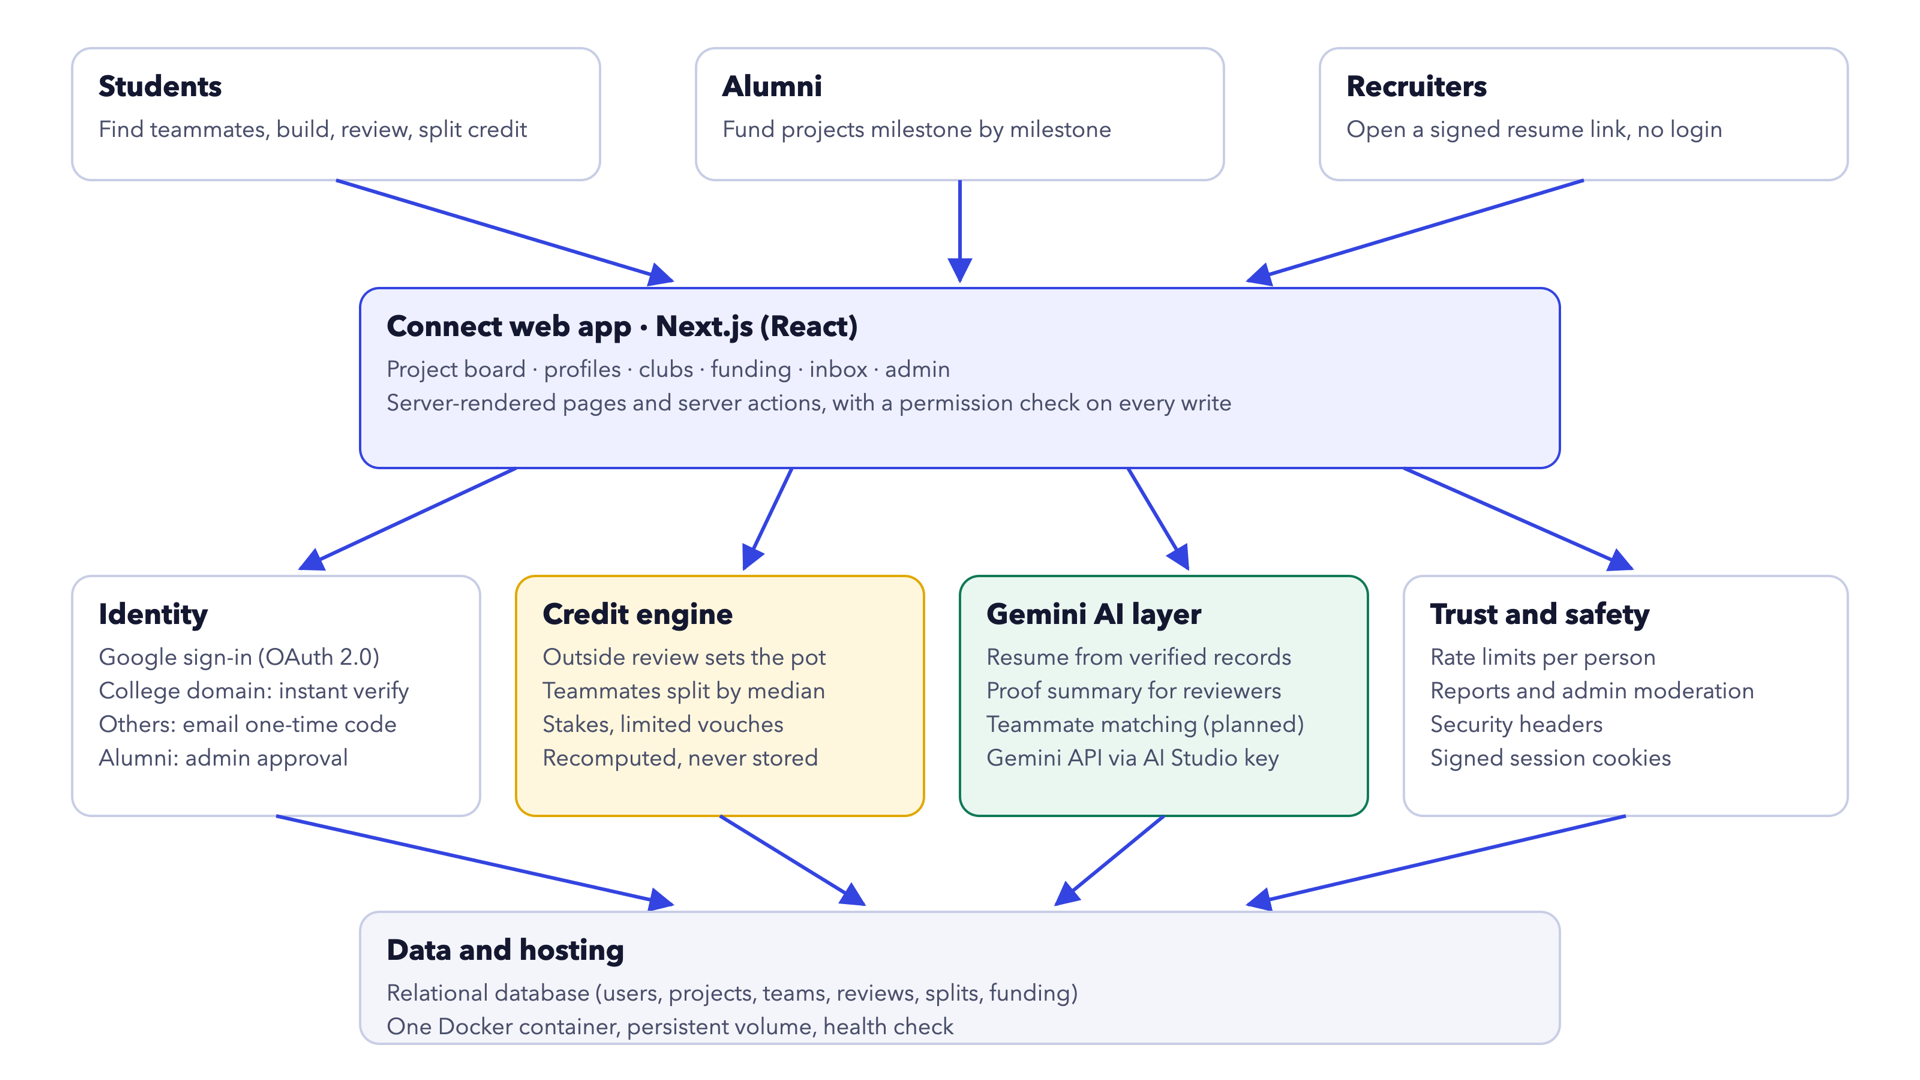 Students
Find teammates, build, review, split credit
Alumni
Fund projects milestone by milestone
Recruiters
Open a signed resume link, no login
Connect web app · Next.js (React)
Project board · profiles · clubs · funding · inbox · admin
Server-rendered pages and server actions, with a permission check on every write
Identity
Google sign-in (OAuth 2.0)
College domain: instant verify
Others: email one-time code
Alumni: admin approval
Credit engine
Outside review sets the pot
Teammates split by median
Stakes, limited vouches
Recomputed, never stored
Gemini AI layer
Resume from verified records
Proof summary for reviewers
Teammate matching (planned)
Gemini API via AI Studio key
Trust and safety
Rate limits per person
Reports and admin moderation
Security headers
Signed session cookies
Data and hosting
Relational database (users, projects, teams, reviews, splits, funding)
One Docker container, persistent volume, health check